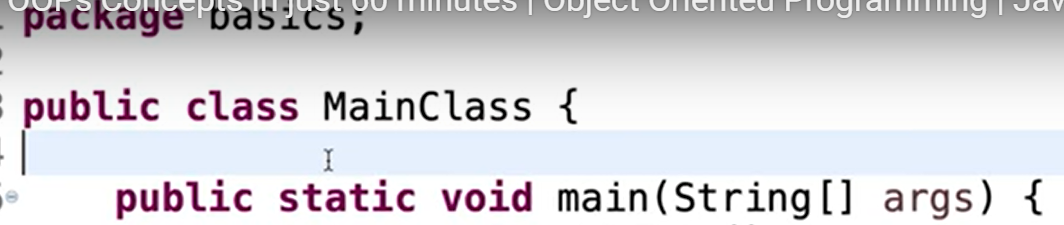 OOPs Concepts in just 60 minutes | Object Oriented Programming | Jav
package basics;
public class MainClass {
public static void main(String[] args) {